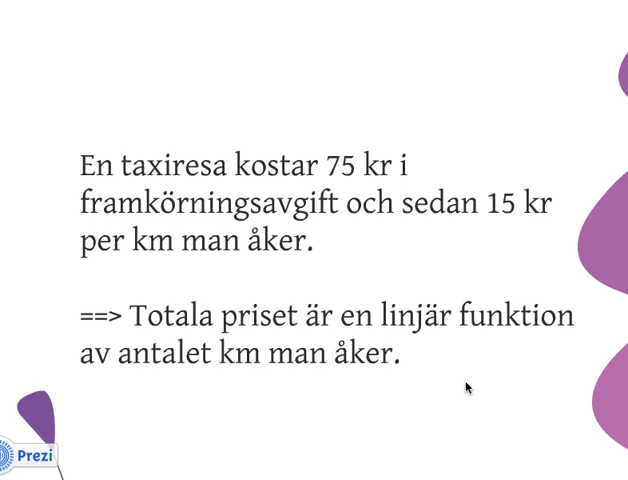 En taxiresa kostar 75 kr i
framkörningsavgift och sedan 15 kr
per km man åker.
==> Totala priset är en linjär funktion
av antalet km man åker.
Prezi